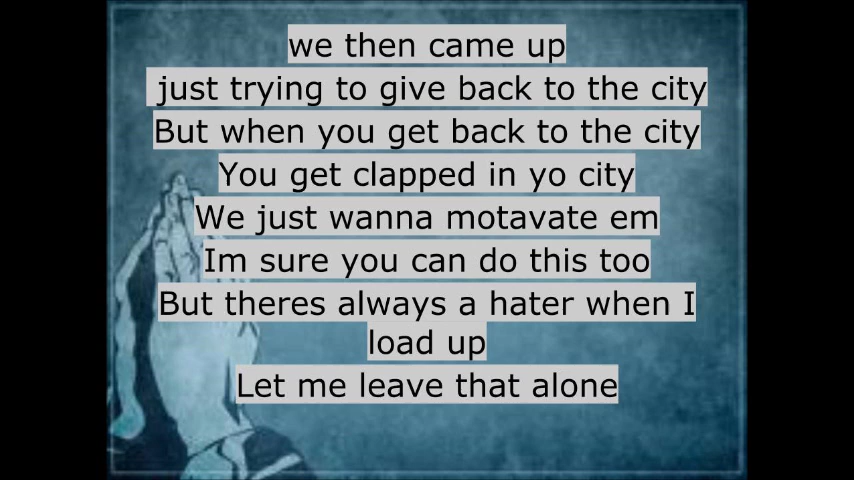 we then came up
just trying to give back to the city
But when you get back to the city
You get clapped in yo city
We just wanna motavate em
Im sure you can do this too
But theres always a hater when I
load up
Let me leave that alone